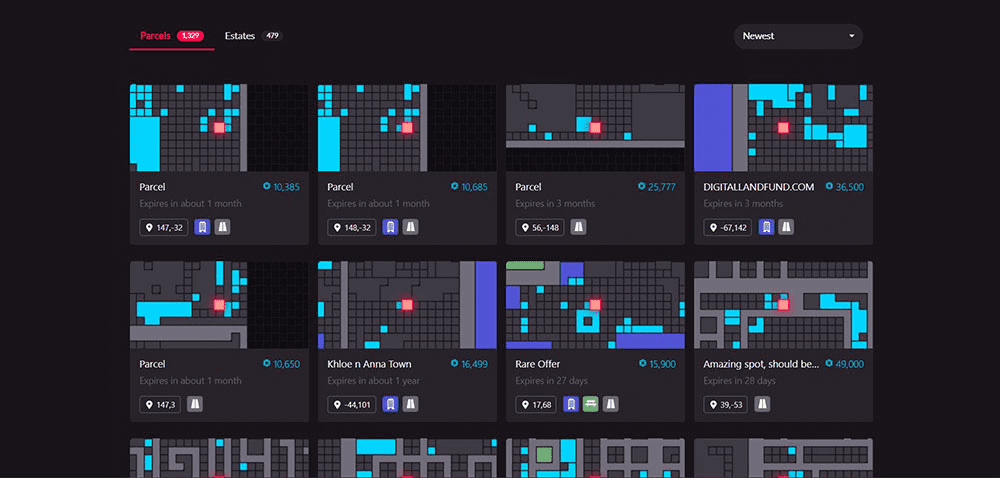 Parcels 1,329 Estates 479 Newest
Parcel 10,385
Expires in about 1 month
147,-32
Parcel 10,685
Expires in about 1 month
148,-32
Parcel 25,777
Expires in 3 months
56,-148
DIGITALLANDFUND.COM 36,500
Expires in 3 months
-67,142
Parcel 10,650
Expires in about 1 month
147,3
Khloe n Anna Town 16,499
Expires in about 1 year
-44,101
Rare Offer 15,900
Expires in 27 days
17,68
Amazing spot, should be... 49,000
Expires in 28 days
39,-53